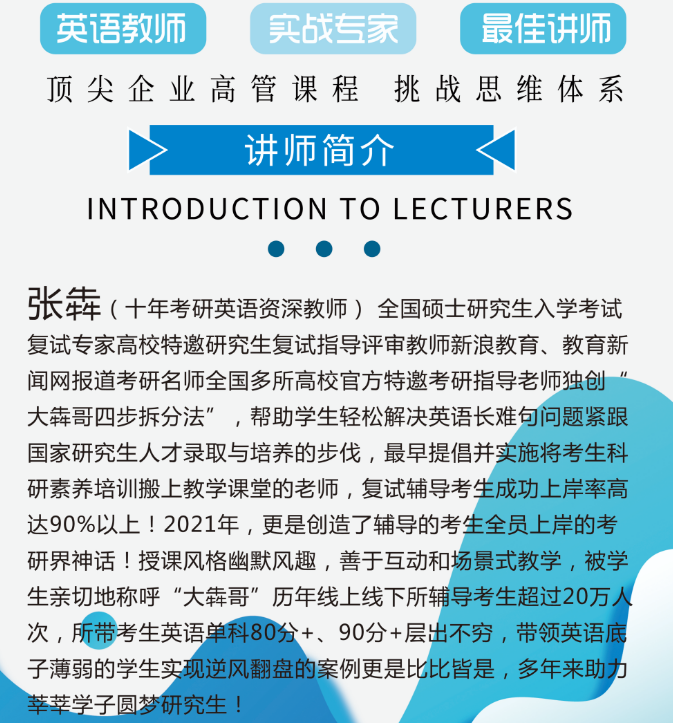 英语教师 实战专家 最佳讲师
顶尖企业高管课程 挑战思维体系
讲师简介
INTRODUCTION TO LECTURERS
张犇（十年考研英语资深教师） 全国硕士研究生入学考试
复试专家高校特邀研究生复试指导评审教师新浪教育、教育新
闻网报道考研名师全国多所高校官方特邀考研指导老师独创“
大犇哥四步拆分法”，帮助学生轻松解决英语长难句问题紧跟
国家研究生人才录取与培养的步伐，最早提倡并实施将考生科
研素养培训搬上教学课堂的老师，复试辅导考生成功上岸率高
达90%以上！2021年，更是创造了辅导的考生全员上岸的考
研界神话！授课风格幽默风趣，善于互动和场景式教学，被学
生亲切地称呼“大犇哥”历年线上线下所辅导考生超过20万人
次，所带考生英语单科80分+、90分+层出不穷，带领英语底
子薄弱的学生实现逆风翻盘的案例更是比比皆是，多年来助力
莘莘学子圆梦研究生！